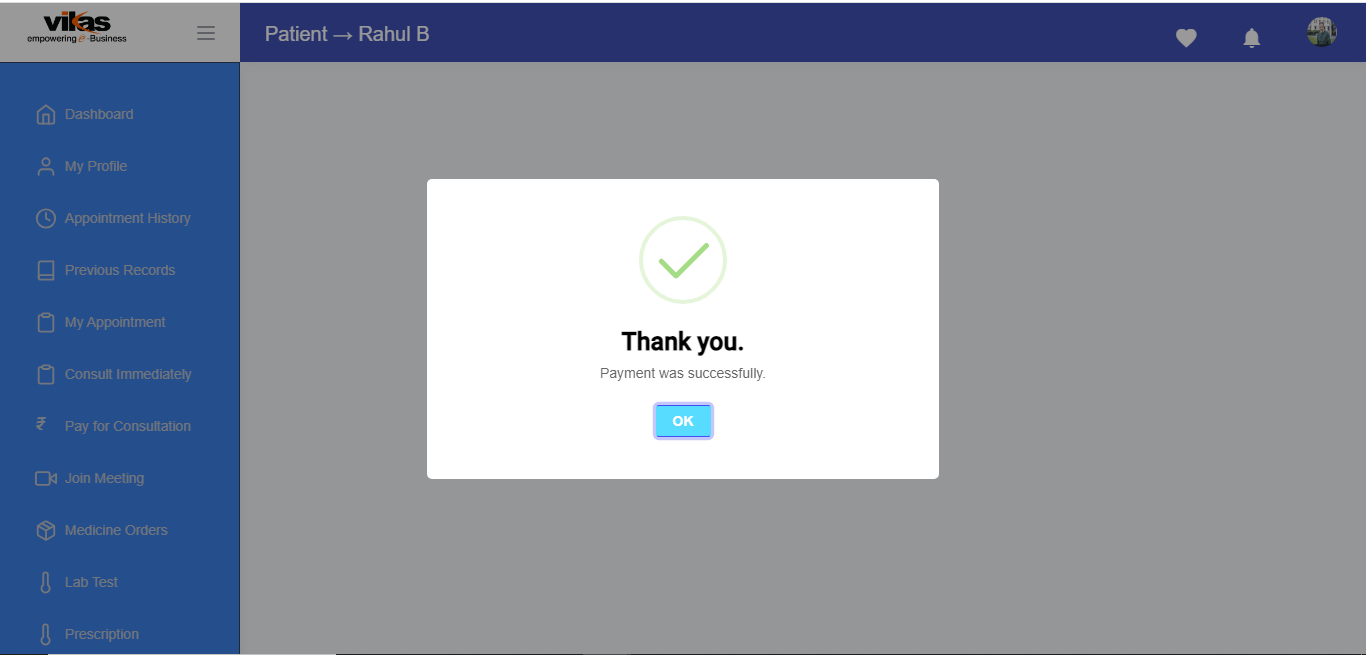 vikas
empowering e-Business
Patient → Rahul B
Dashboard
My Profile
Appointment History
Previous Records
My Appointment
Consult Immediately
₹ Pay for Consultation
Join Meeting
Medicine Orders
Lab Test
Prescription
Thank you.
Payment was successfully.
OK